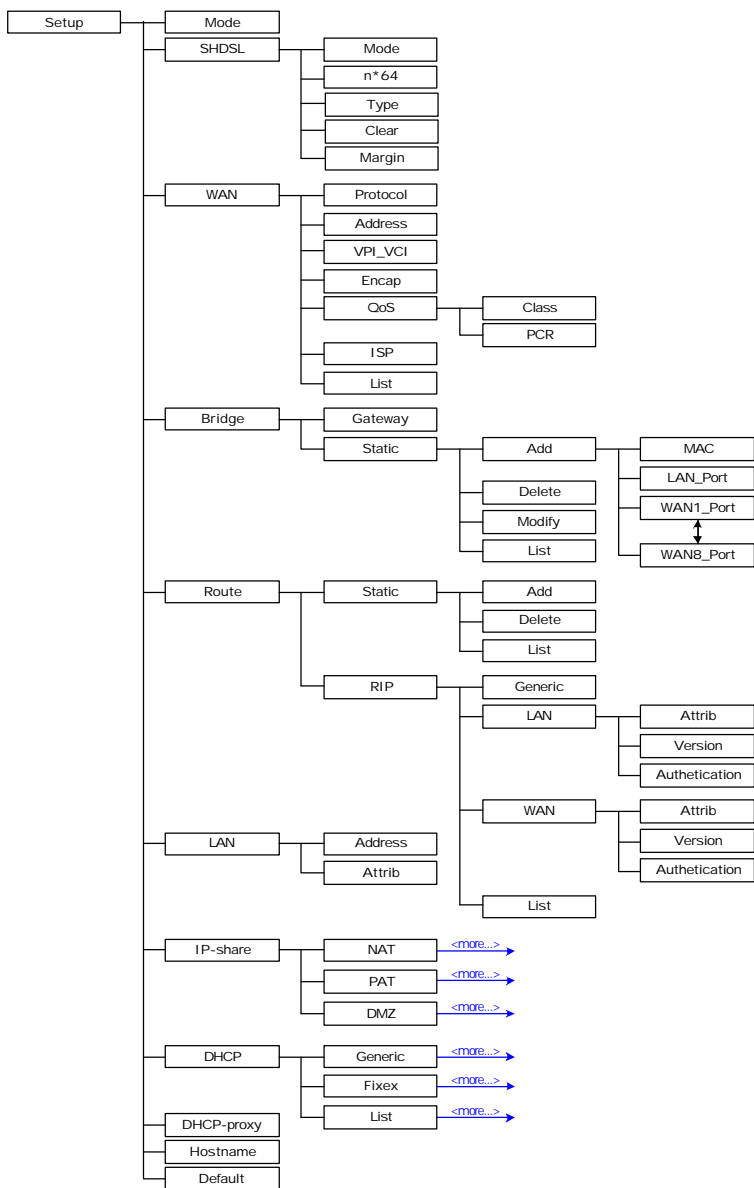 Setup
Mode
SHDSL
Mode
n*64
Type
Clear
Margin
WAN
Protocol
Address
VPI_VCI
Encap
QoS
Class
PCR
ISP
List
Bridge
Gateway
Static
Add
MAC
LAN_Port
Delete
WAN1_Port
Modify
List
WAN8_Port
Route
Static
Add
Delete
List
RIP
Generic
LAN
Attrib
Version
Authetication
WAN
Attrib
Version
Authetication
List
LAN
Address
Attrib
IP-share
NAT
<more...>
PAT
<more...>
DMZ
<more...>
DHCP
Generic
<more...>
Fixex
<more...>
List
<more...>
DHCP-proxy
Hostname
Default